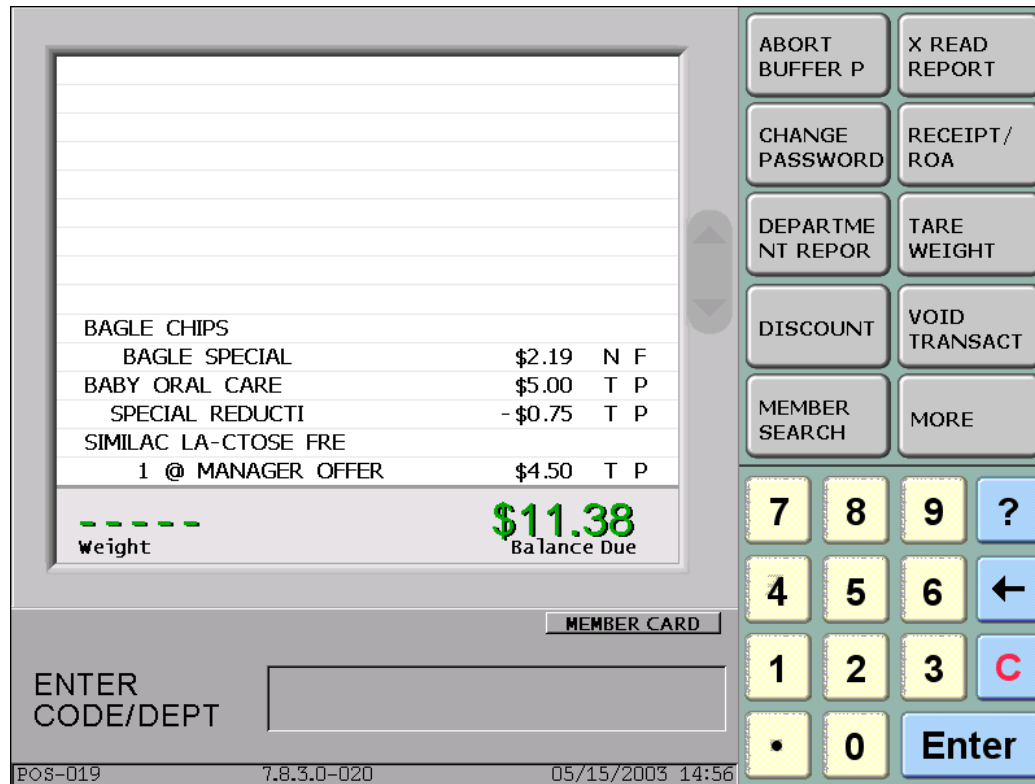 BAGLE CHIPS
BAGLE SPECIAL $2.19 N F
BABY ORAL CARE $5.00 T P
SPECIAL REDUCTI -$0.75 T P
SIMILAC LA-CTOSE FRE
1 @ MANAGER OFFER $4.50 T P
-----
Weight
$11.38
Balance Due
MEMBER CARD
ENTER
CODE/DEPT
POS-019 7.8.3.0-020 05/15/2003 14:56
ABORT
BUFFER P
X READ
REPORT
CHANGE
PASSWORD
RECEIPT/
ROA
DEPARTME
NT REPOR
TARE
WEIGHT
DISCOUNT
VOID
TRANSACT
MEMBER
SEARCH
MORE
7 8 9 ?
4 5 6 ←
1 2 3 C
. 0 Enter